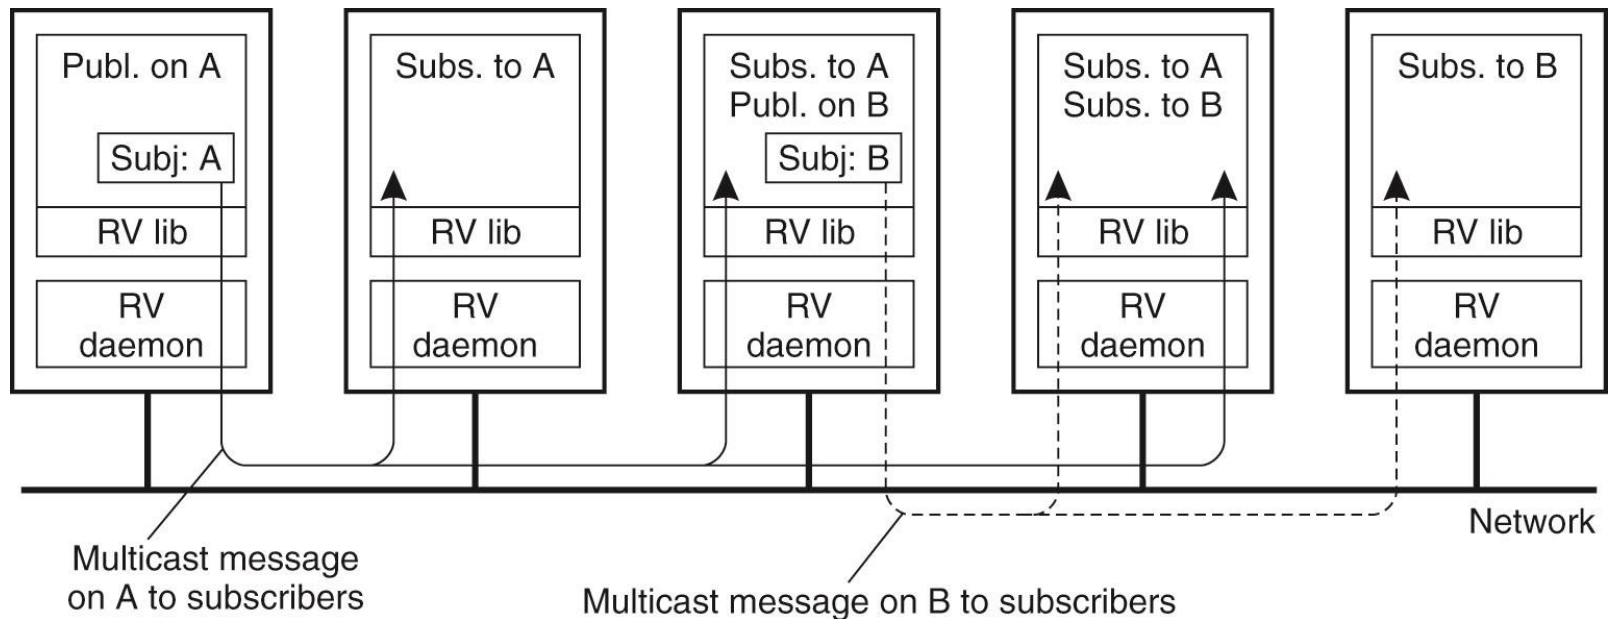 Publ. on A
Subj: A
RV lib
RV
daemon
Subs. to A
RV lib
RV
daemon
Subs. to A
Publ. on B
Subj: B
RV lib
RV
daemon
Subs. to A
Subs. to B
RV lib
RV
daemon
Subs. to B
RV lib
RV
daemon
Network
Multicast message
on A to subscribers
Multicast message on B to subscribers